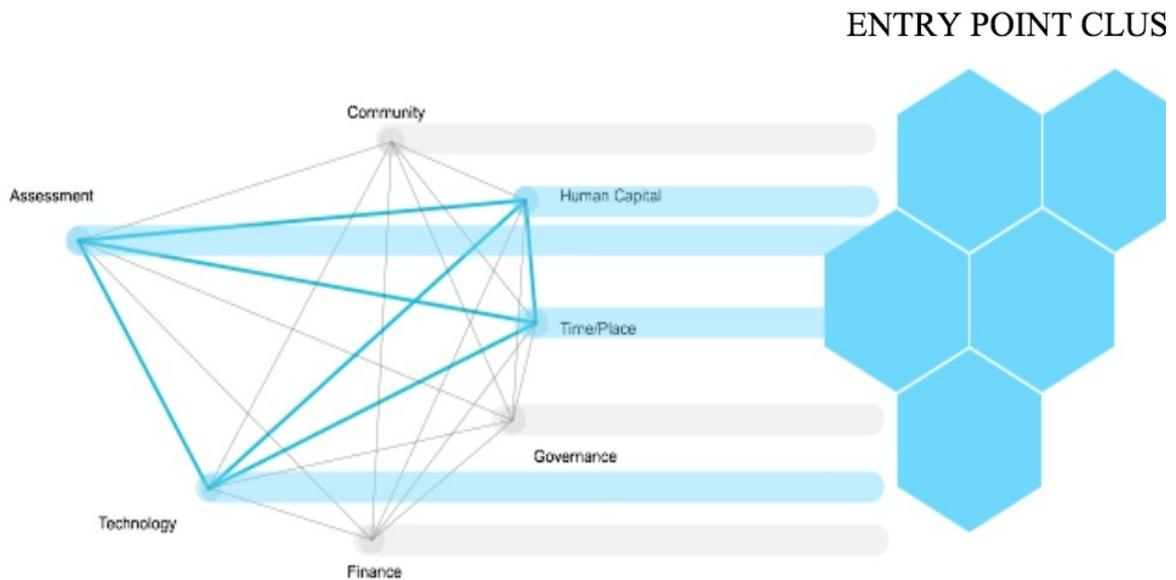 ENTRY POINT CLUS
Community
Assessment
Human Capital
Time/Place
Governance
Technology
Finance